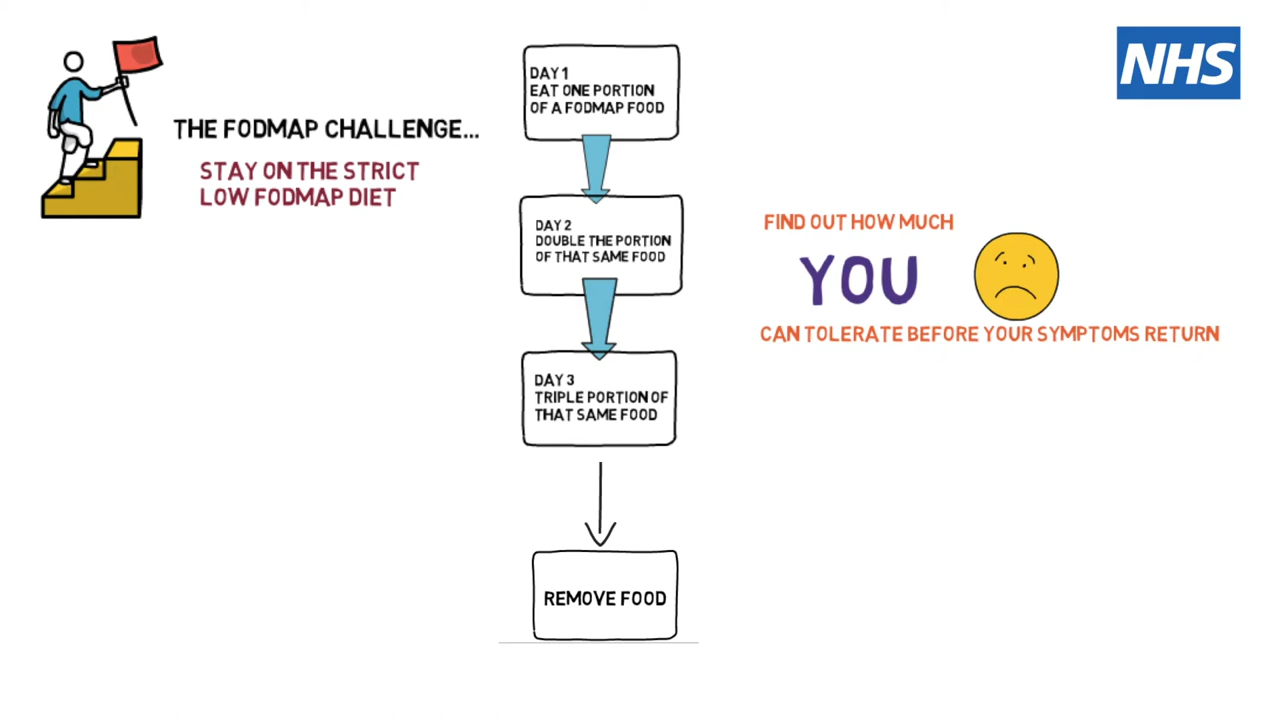 THE FODMAP CHALLENGE...
STAY ON THE STRICT
LOW FODMAP DIET
DAY 1
EAT ONE PORTION
OF A FODMAP FOOD
DAY 2
DOUBLE THE PORTION
OF THAT SAME FOOD
DAY 3
TRIPLE PORTION OF
THAT SAME FOOD
REMOVE FOOD
FIND OUT HOW MUCH
YOU
CAN TOLERATE BEFORE YOUR SYMPTOMS RETURN
NHS